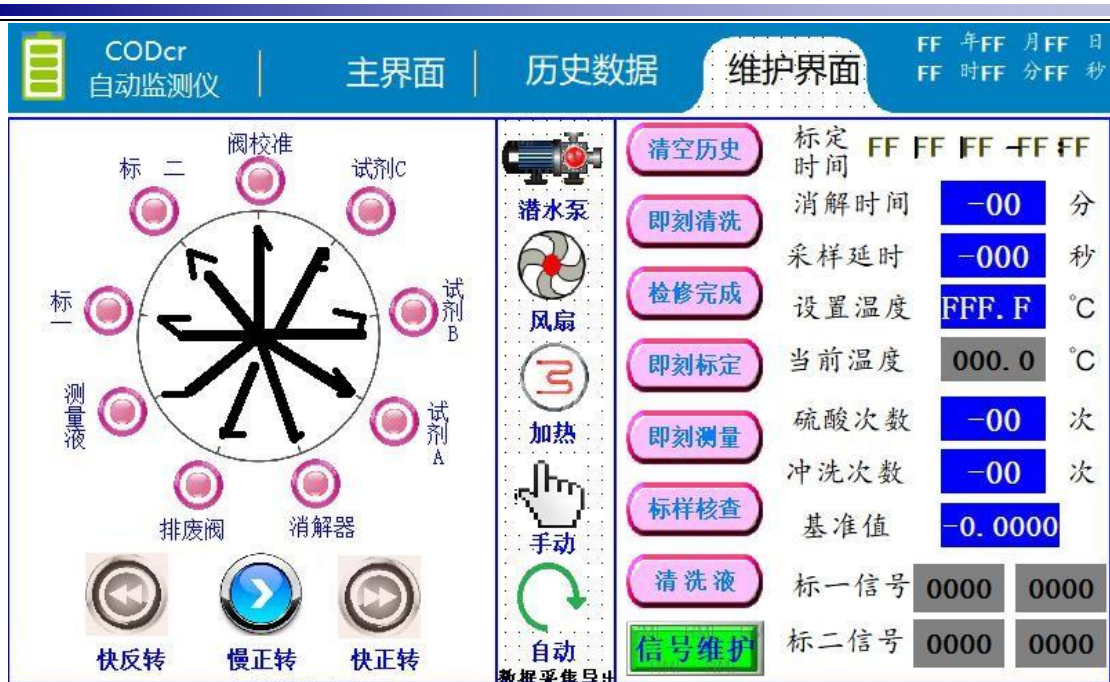 CODcr
自动监测仪
主界面
历史数据
维护界面
FF 年FF 月FF 日
FF 时FF 分FF 秒
阀校准
标 二
试剂C
标一
试剂B
测量液
试剂A
排废阀
消解器
快反转
慢正转
快正转
潜水泵
风扇
加热
手动
自动
数据采集导出
清空历史
即刻清洗
检修完成
即刻标定
即刻测量
标样核查
清洗液
信号维护
标定时间 FF FF FF FF FF
消解时间 -00 分
采样延时 -000 秒
设置温度 FFF.F ℃
当前温度 000.0 ℃
硫酸次数 -00 次
冲洗次数 -00 次
基准值 -0.0000
标一信号 0000 0000
标二信号 0000 0000